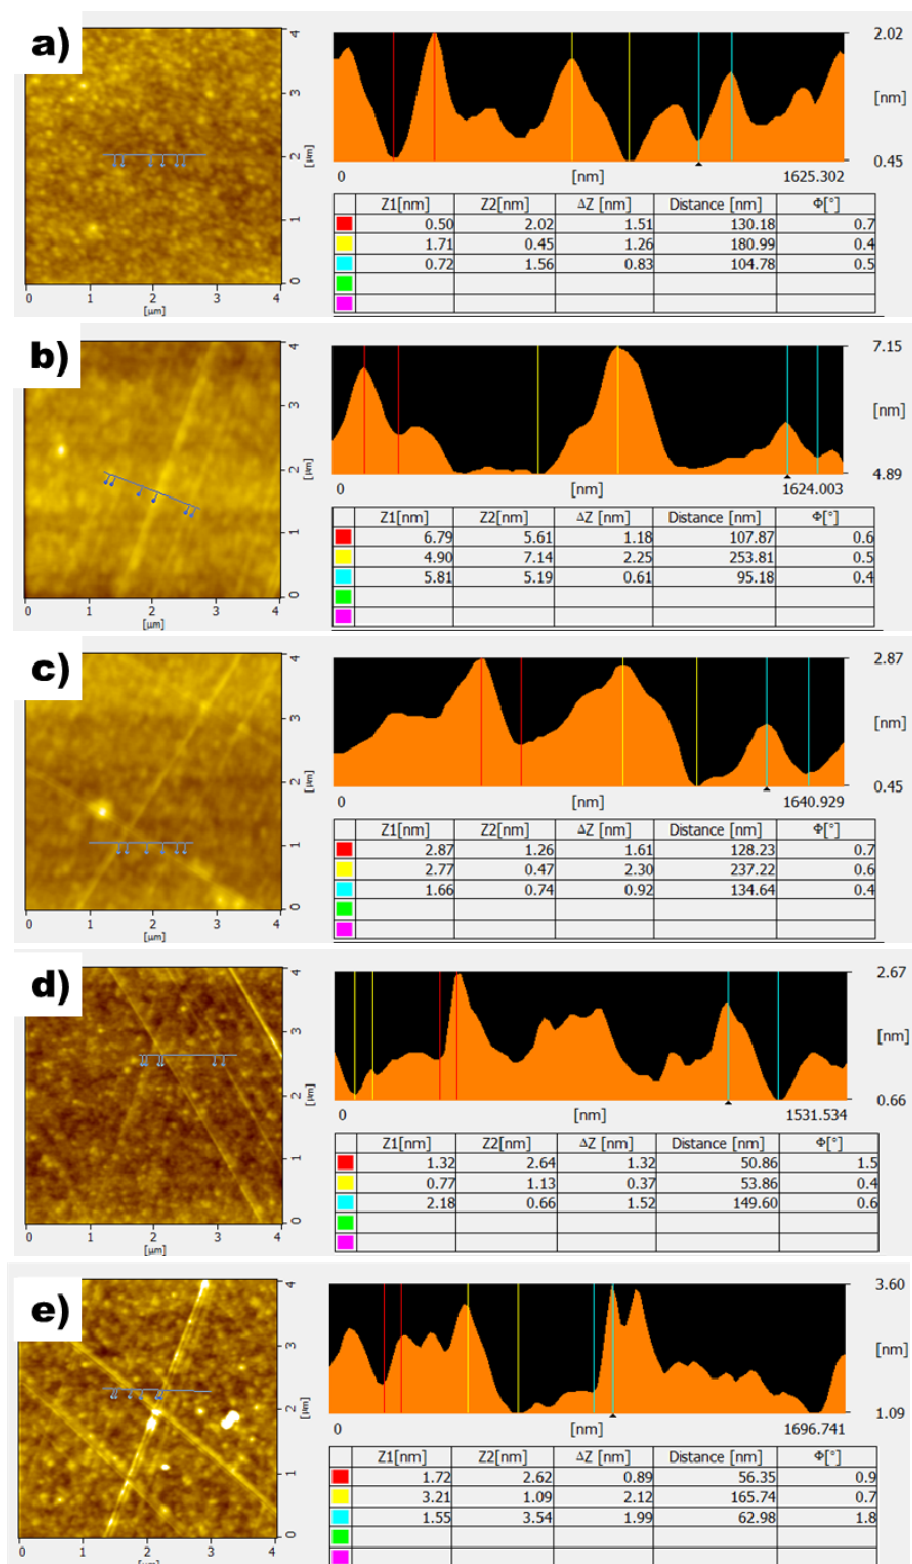 a)
4
3
2
1
0
[µm]
0 1 2 3 4
[µm]
2.02
[nm]
0.45
0 [nm] 1625.302
Z1[nm] Z2[nm] ΔZ [nm] Distance [nm] Φ[°]
0.50 2.02 1.51 130.18 0.7
1.71 0.45 1.26 180.99 0.4
0.72 1.56 0.83 104.78 0.5
b)
4
3
2
1
0
[µm]
0 1 2 3 4
[µm]
7.15
[nm]
4.89
0 [nm] 1624.003
Z1[nm] Z2[nm] ΔZ [nm] Distance [nm] Φ[°]
6.79 5.61 1.18 107.87 0.6
4.90 7.14 2.25 253.81 0.5
5.81 5.19 0.61 95.18 0.4
c)
4
3
2
1
0
[µm]
0 1 2 3 4
[µm]
2.87
[nm]
0.45
0 [nm] 1640.929
Z1[nm] Z2[nm] ΔZ [nm] Distance [nm] Φ[°]
2.87 1.26 1.61 128.23 0.7
2.77 0.47 2.30 237.22 0.6
1.66 0.74 0.92 134.64 0.4
d)
4
3
2
1
0
[µm]
0 1 2 3 4
[µm]
2.67
[nm]
0.66
0 [nm] 1531.534
Z1[nm] Z2[nm] ΔZ [nm] Distance [nm] Φ[°]
1.32 2.64 1.32 50.86 1.5
0.77 1.13 0.37 53.86 0.4
2.18 0.66 1.52 149.60 0.6
e)
4
3
2
1
0
[µm]
0 1 2 3 4
[µm]
3.60
[nm]
1.09
0 [nm] 1696.741
Z1[nm] Z2[nm] ΔZ [nm] Distance [nm] Φ[°]
1.72 2.62 0.89 56.35 0.9
3.21 1.09 2.12 165.74 0.7
1.55 3.54 1.99 62.98 1.8